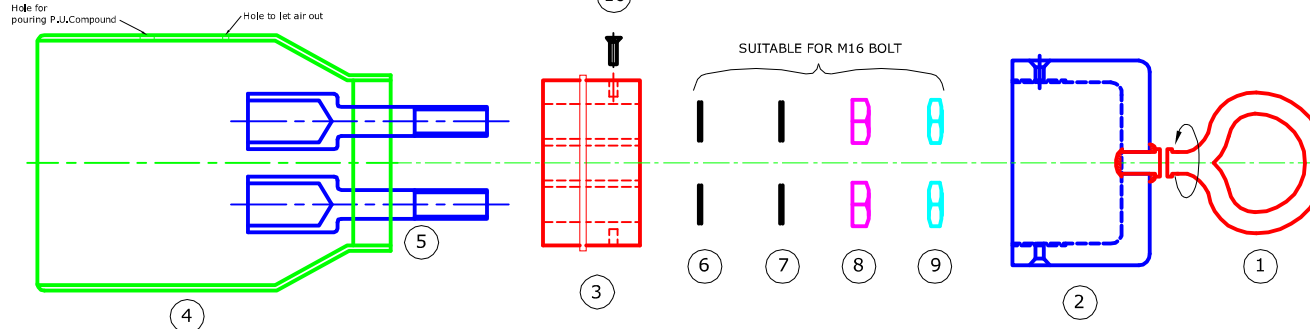 Hole for
pouring P.U.Compound
Hole to let air out
SUITABLE FOR M16 BOLT
5
6
7
8
9
1
3
2
4